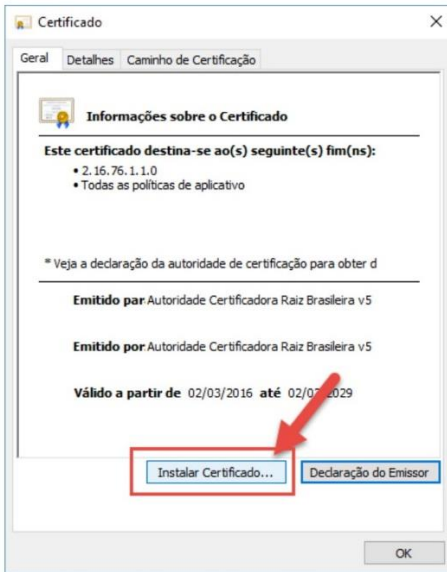 Certificado
Geral Detalhes Caminho de Certificação
Informações sobre o Certificado
Este certificado destina-se ao(s) seguinte(s) fim(ns):
• 2.16.76.1.1.0
• Todas as políticas de aplicativo
* Veja a declaração da autoridade de certificação para obter d
Emitido par Autoridade Certificadora Raiz Brasileira v5
Emitido por Autoridade Certificadora Raiz Brasileira v5
Válido a partir de 02/03/2016 até 2029
Instalar Certificado... Declaração do Emissor
OK